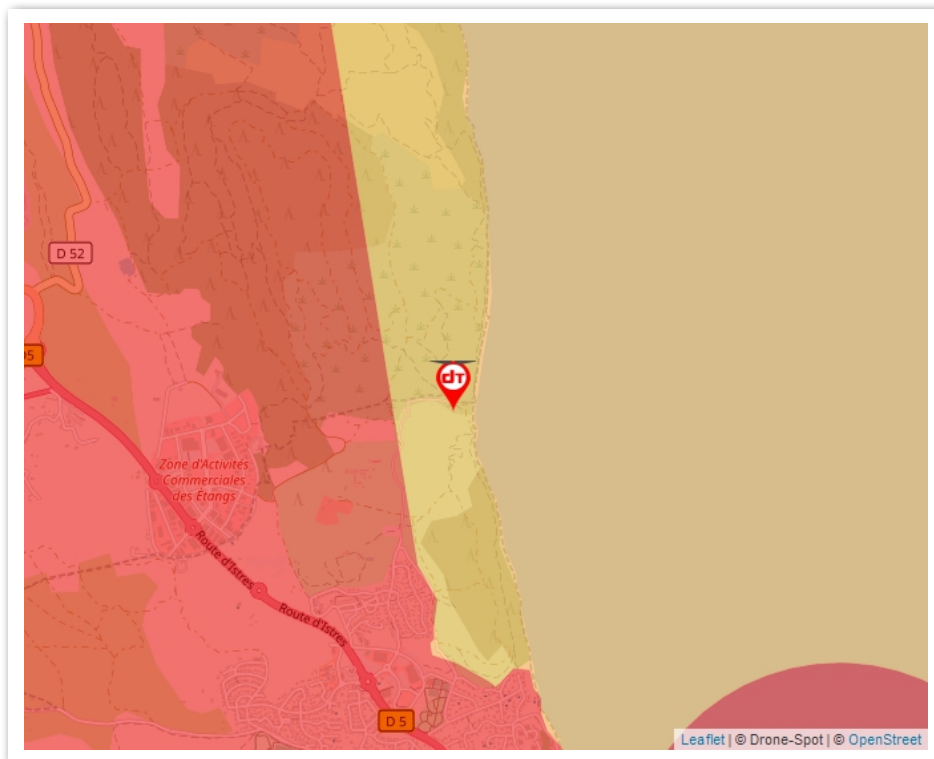 D 52
D5
dT
Zone d'Activités
Commerciales
des Étangs
Route d'Istres
Route d'Istres
D 5
Leaflet | © Drone-Spot | © OpenStreet